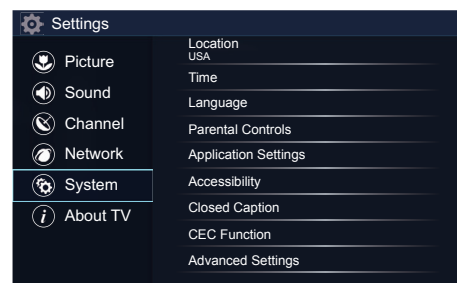 Settings
Picture
Sound
Channel
Network
System
About TV
Location
USA
Time
Language
Parental Controls
Application Settings
Accessibility
Closed Caption
CEC Function
Advanced Settings